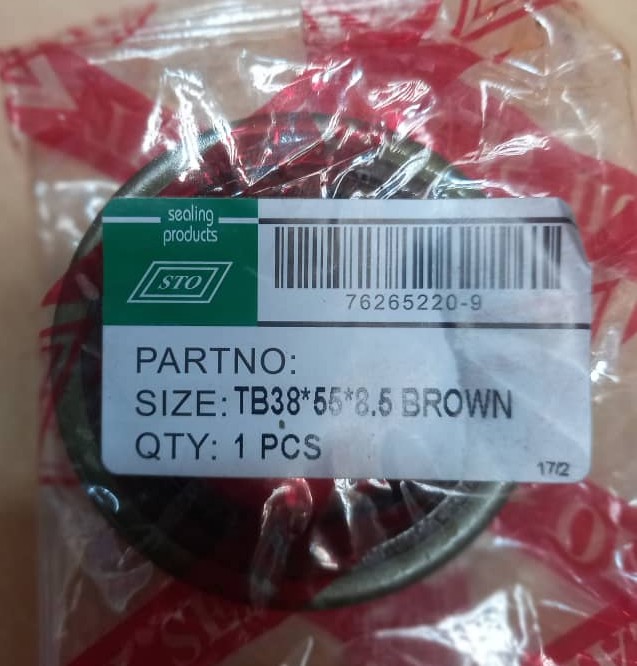 sealing
products
STO
76265220-9
PARTNO:
SIZE: TB38*55*8.5 BROWN
QTY: 1 PCS
17/2